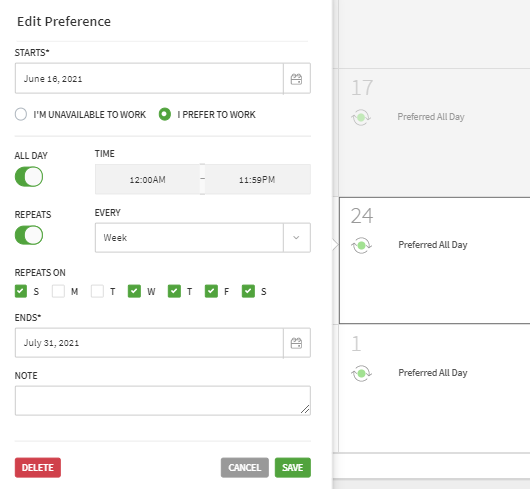 Edit Preference
STARTS*
June 16, 2021
I'M UNAVAILABLE TO WORK
I PREFER TO WORK
ALL DAY
TIME
12:00AM – 11:59PM
REPEATS
EVERY
Week
REPEATS ON
S M T W T F S
ENDS*
July 31, 2021
NOTE
DELETE
CANCEL
SAVE
17
Preferred All Day
24
Preferred All Day
1
Preferred All Day